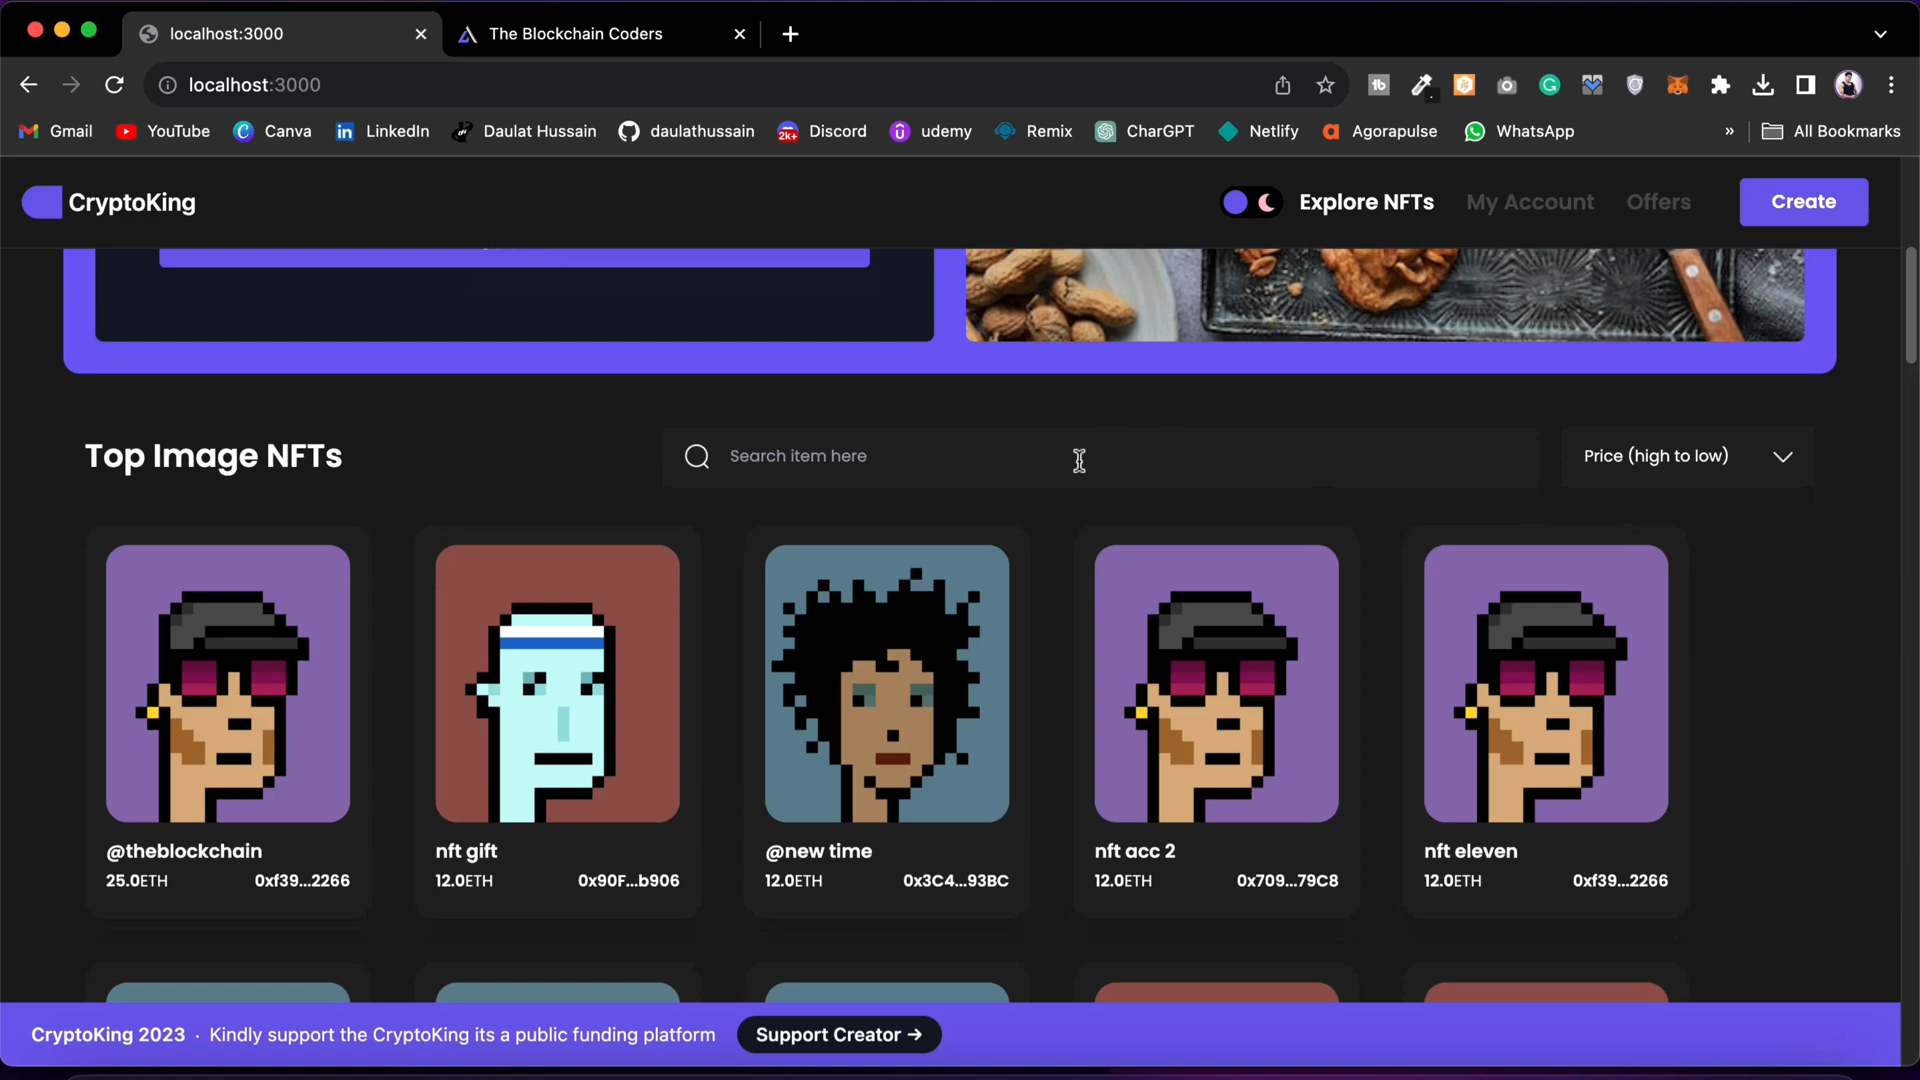 localhost:3000
The Blockchain Coders
localhost:3000
Gmail YouTube Canva LinkedIn Daulat Hussain daulathussain Discord udemy Remix CharGPT Netlify Agorapulse WhatsApp » All Bookmarks
CryptoKing
Explore NFTs My Account Offers Create
Top Image NFTs
Search item here
Price (high to low)
@theblockchain
25.0ETH 0xf39...2266
nft gift
12.0ETH 0x90F...b906
@new time
12.0ETH 0x3C4...93BC
nft acc 2
12.0ETH 0x709...79C8
nft eleven
12.0ETH 0xf39...2266
CryptoKing 2023 · Kindly support the CryptoKing its a public funding platform
Support Creator →